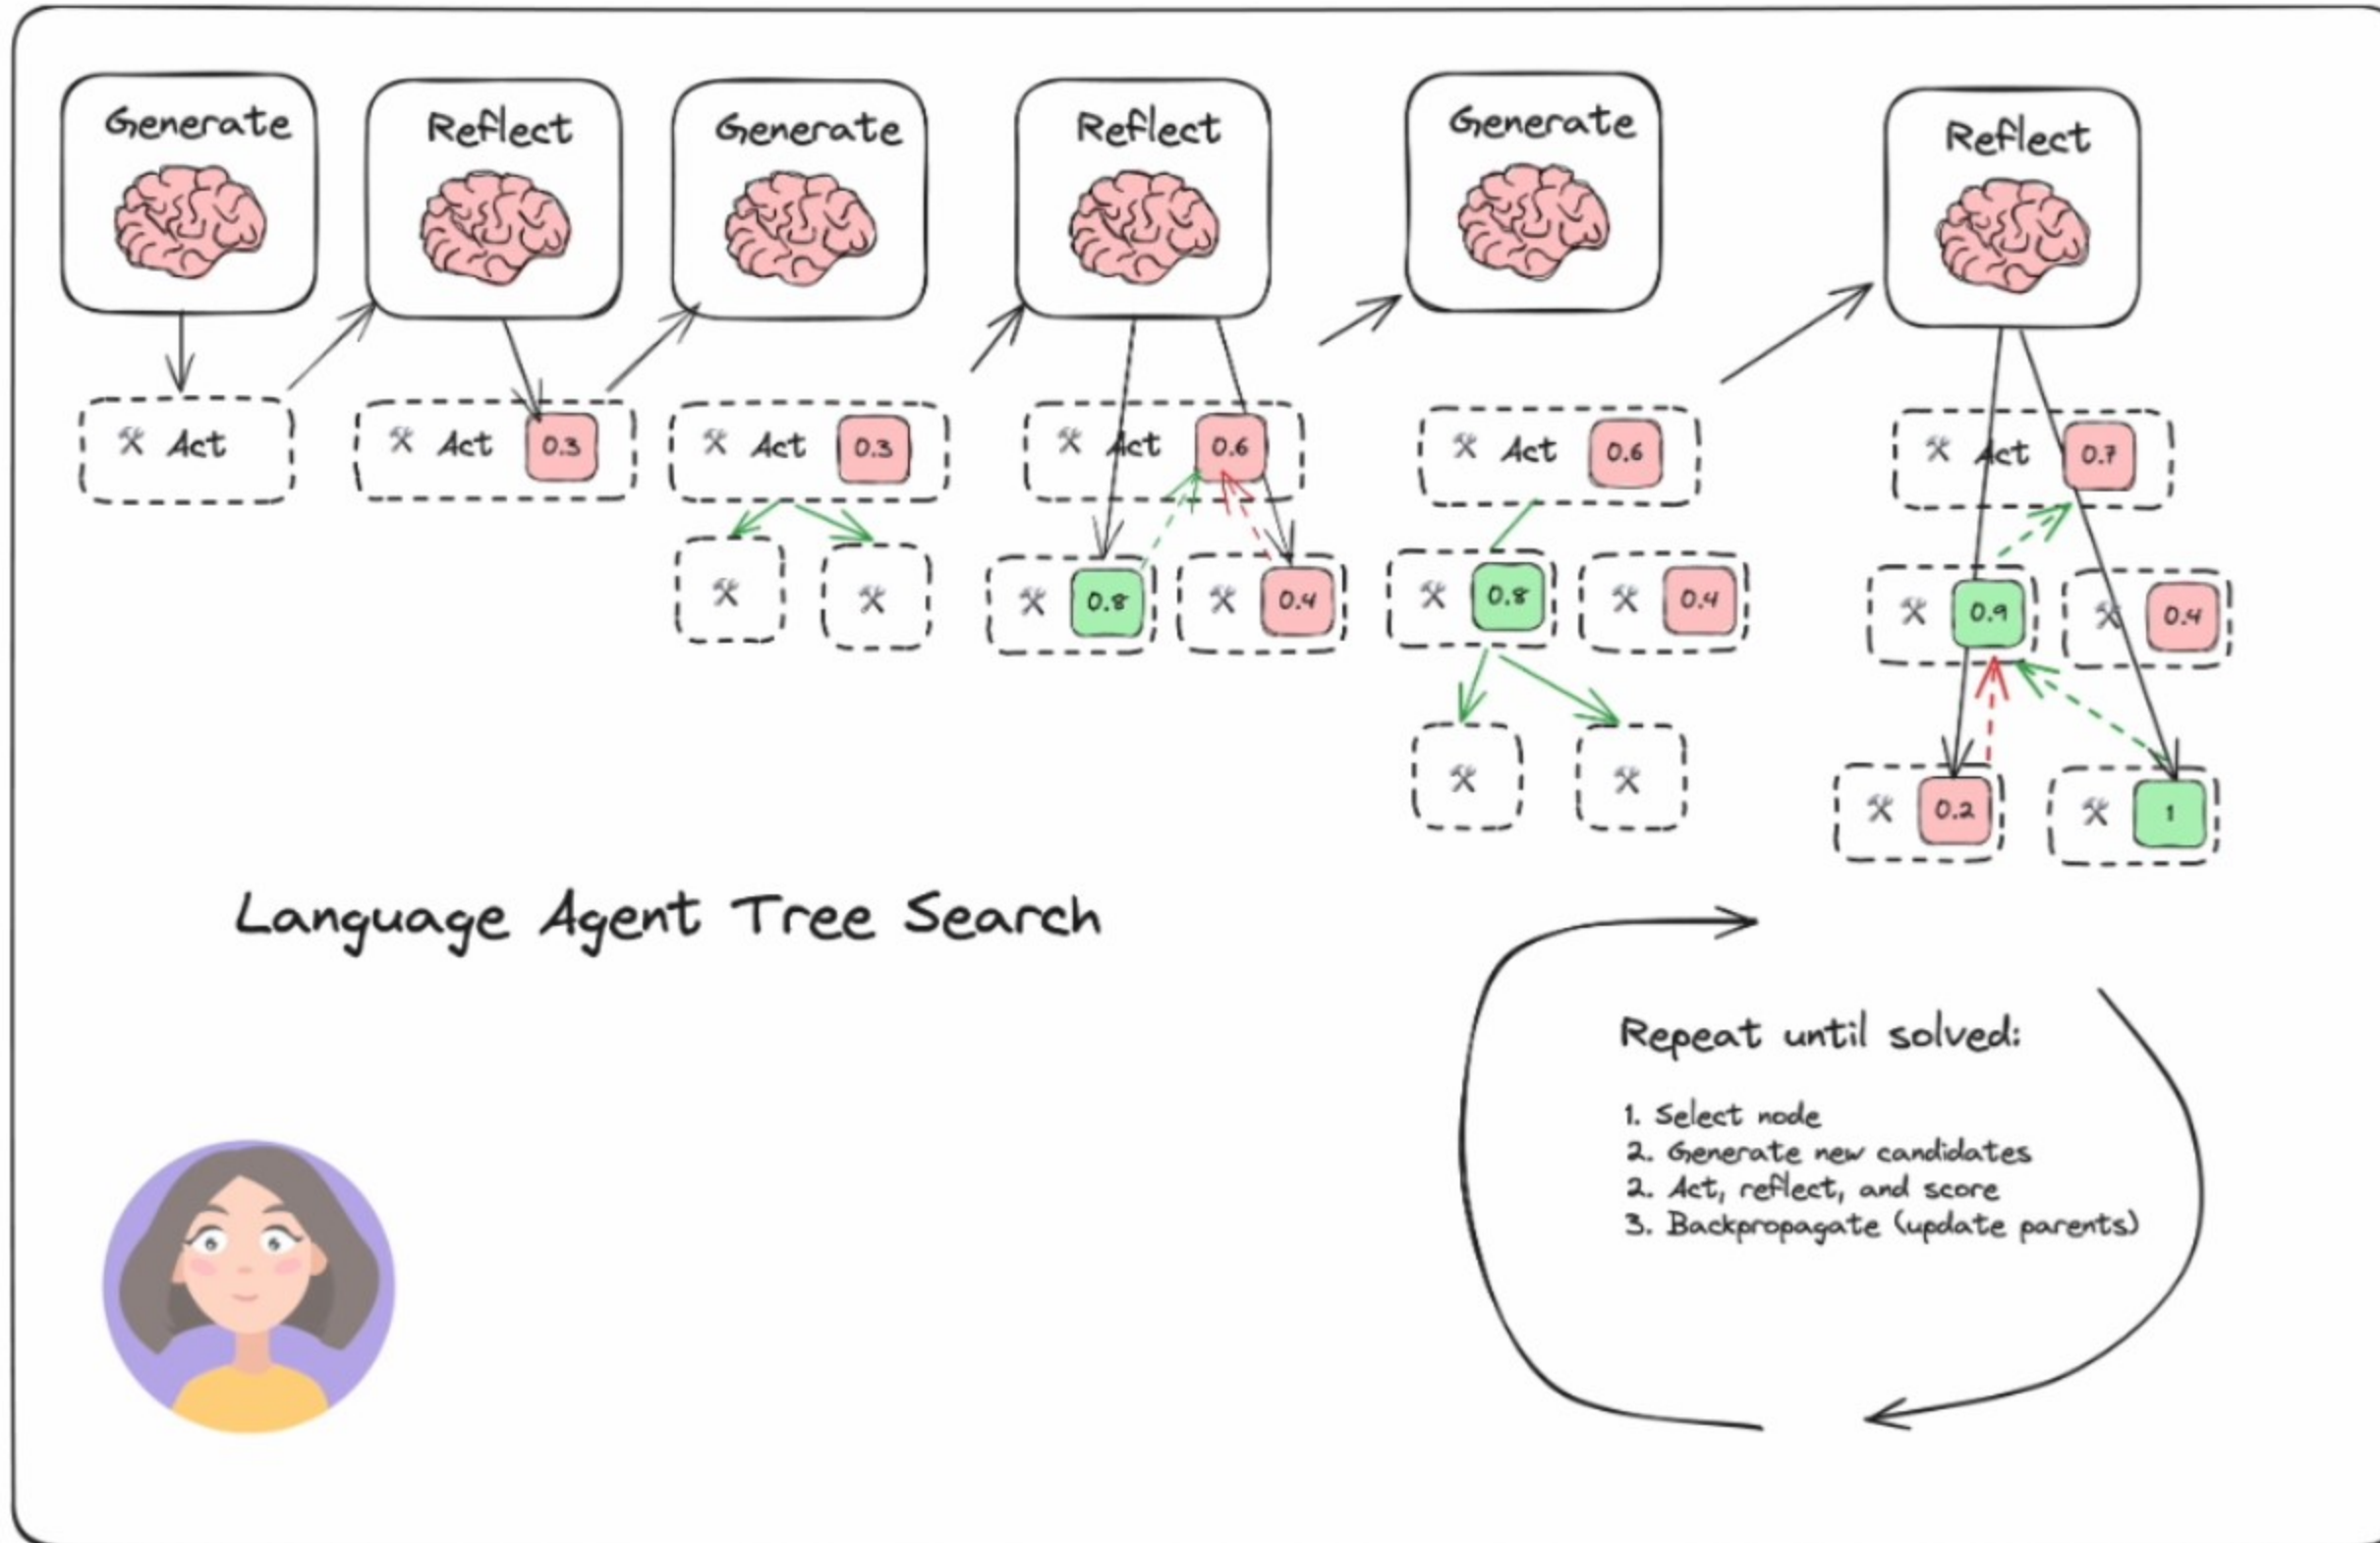 Generate
Reflect
Generate
Reflect
Generate
Reflect
Act
Act 0.3
Act 0.3
Act 0.6
Act 0.6
Act 0.7
0.8
0.4
0.8
0.4
0.9
0.4
0.2
1
Language Agent Tree Search
Repeat until solved:
1. Select node
2. Generate new candidates
2. Act, reflect, and score
3. Backpropagate (update parents)